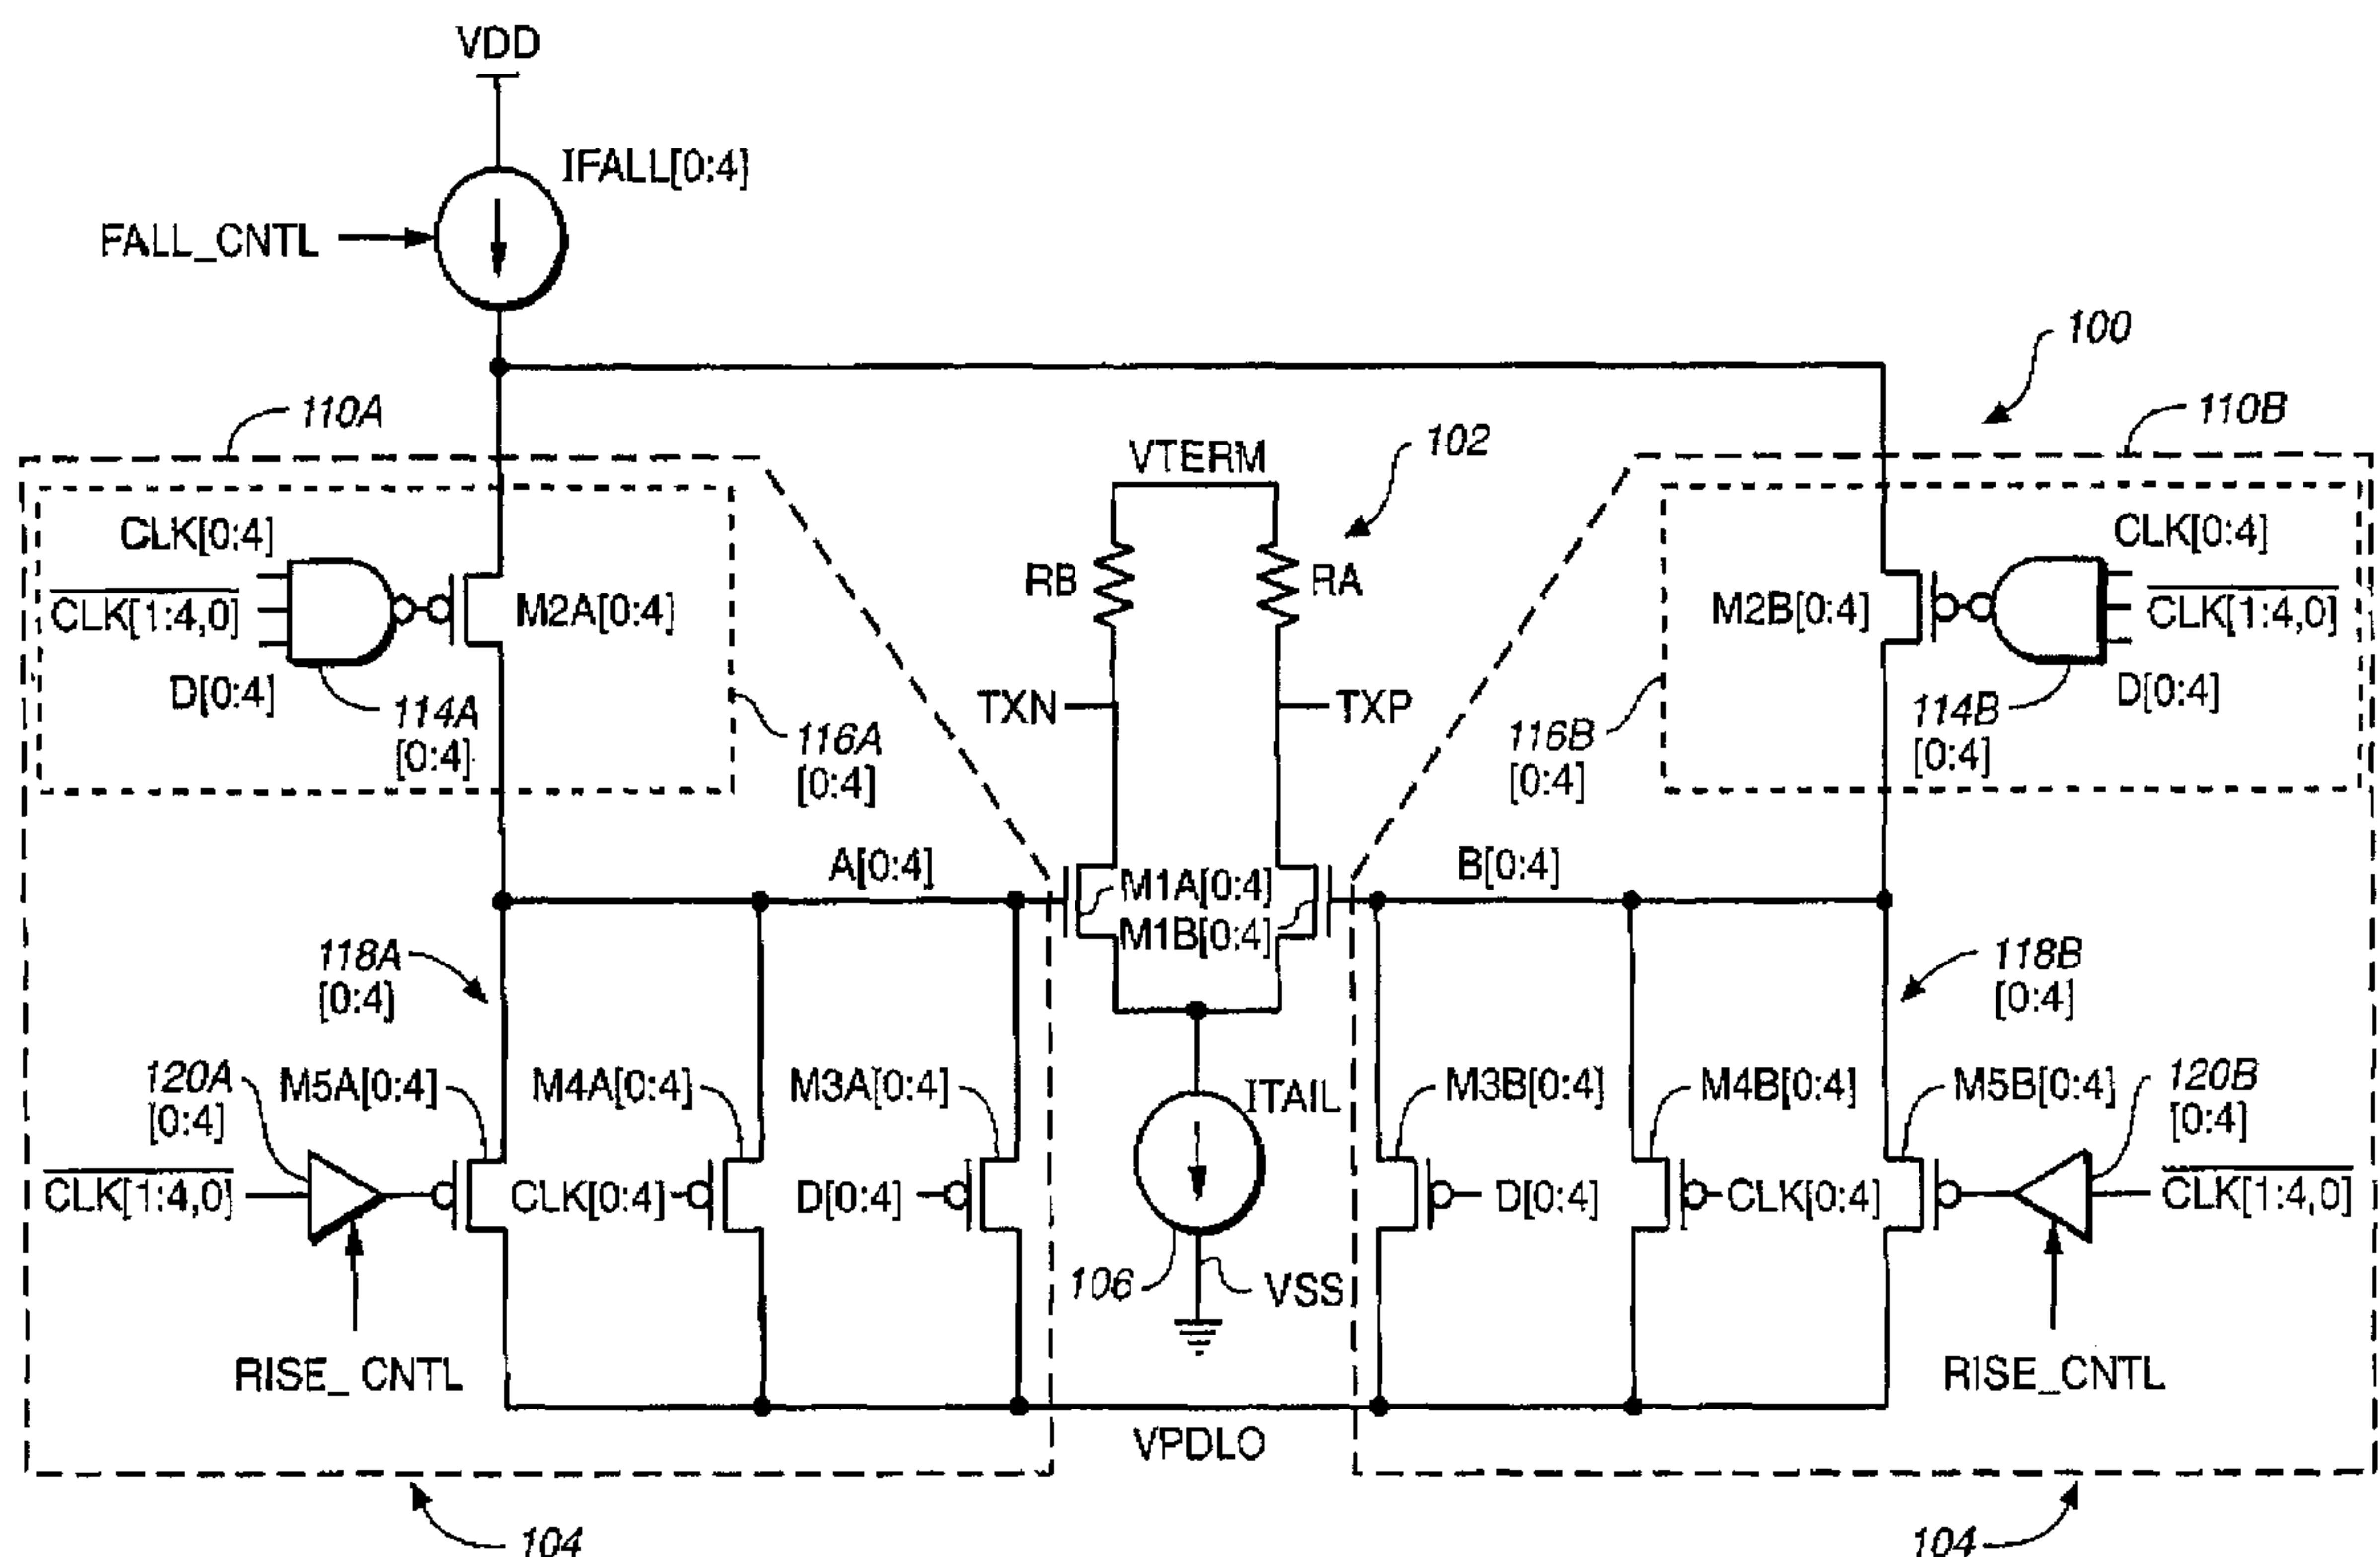 VDD
IFALL[0:4]
FALL_CNTL
100
110A
110B
VTERM
102
CLK[0:4]
CLK[0:4]
RB
RA
M2A[0:4]
M2B[0:4]
CLK[1:4,0]
CLK[1:4,0]
D[0:4]
114A
[0:4]
TXN
TXP
116A
[0:4]
116B
[0:4]
114B
[0:4]
D[0:4]
A[0:4]
B[0:4]
M1A[0:4]
M1B[0:4]
118A
[0:4]
118B
[0:4]
120A
[0:4]
M5A[0:4]
M4A[0:4]
M3A[0:4]
ITAIL
M3B[0:4]
M4B[0:4]
M5B[0:4]
120B
[0:4]
CLK[1:4,0]
CLK[0:4]
D[0:4]
D[0:4]
CLK[0:4]
CLK[1:4,0]
106
VSS
RISE_ CNTL
RISE_CNTL
VPDLO
104
104